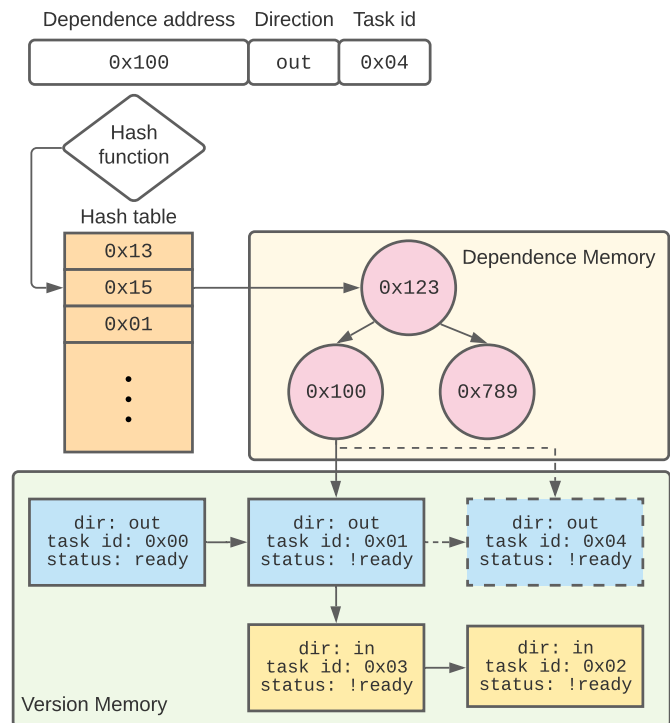 Dependence address Direction Task id
0x100 out 0x04
Hash
function
Hash table
0x13
0x15
0x01
Dependence Memory
0x123
0x100 0x789
dir: out
task id: 0x00
status: ready
dir: out
task id: 0x01
status: !ready
dir: out
task id: 0x04
status: !ready
dir: in
task id: 0x03
status: !ready
dir: in
task id: 0x02
status: !ready
Version Memory